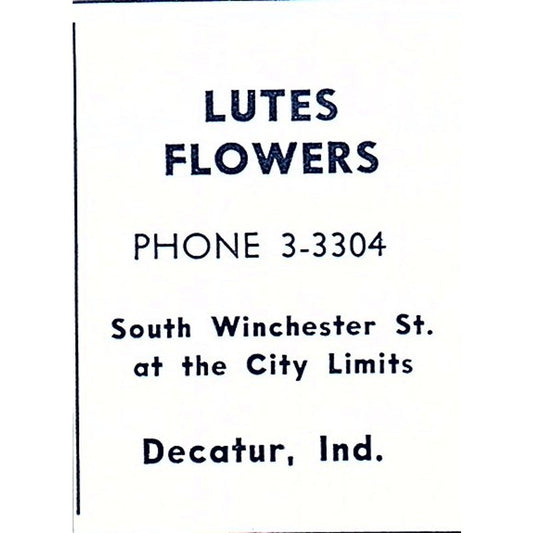 LUTES
FLOWERS
PHONE 3-3304
South Winchester St.
at the City Limits
Decatur, Ind.